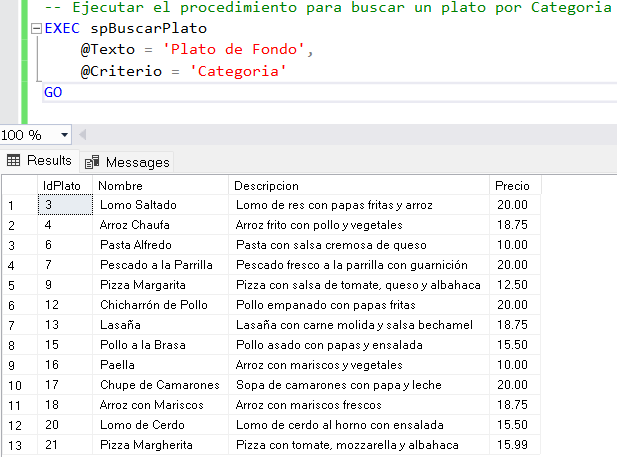 -- Ejecutar el procedimiento para buscar un plato por Categoria
EXEC spBuscarPlato
@Texto = 'Plato de Fondo',
@Criterio = 'Categoria'
GO
100 %
Results Messages
IdPlato Nombre Descripcion Precio
1 3 Lomo Saltado Lomo de res con papas fritas y arroz 20.00
2 4 Arroz Chaufa Arroz frito con pollo y vegetales 18.75
3 6 Pasta Alfredo Pasta con salsa cremosa de queso 10.00
4 7 Pescado a la Parrilla Pescado fresco a la parrilla con guarnición 20.00
5 9 Pizza Margarita Pizza con salsa de tomate, queso y albahaca 12.50
6 12 Chicharrón de Pollo Pollo empanado con papas fritas 20.00
7 13 Lasaña Lasaña con carne molida y salsa bechamel 18.75
8 15 Pollo a la Brasa Pollo asado con papas y ensalada 15.50
9 16 Paella Arroz con mariscos y vegetales 10.00
10 17 Chupe de Camarones Sopa de camarones con papa y leche 20.00
11 18 Arroz con Mariscos Arroz con mariscos frescos 18.75
12 20 Lomo de Cerdo Lomo de cerdo al horno con ensalada 15.50
13 21 Pizza Margherita Pizza con tomate, mozzarella y albahaca 15.99